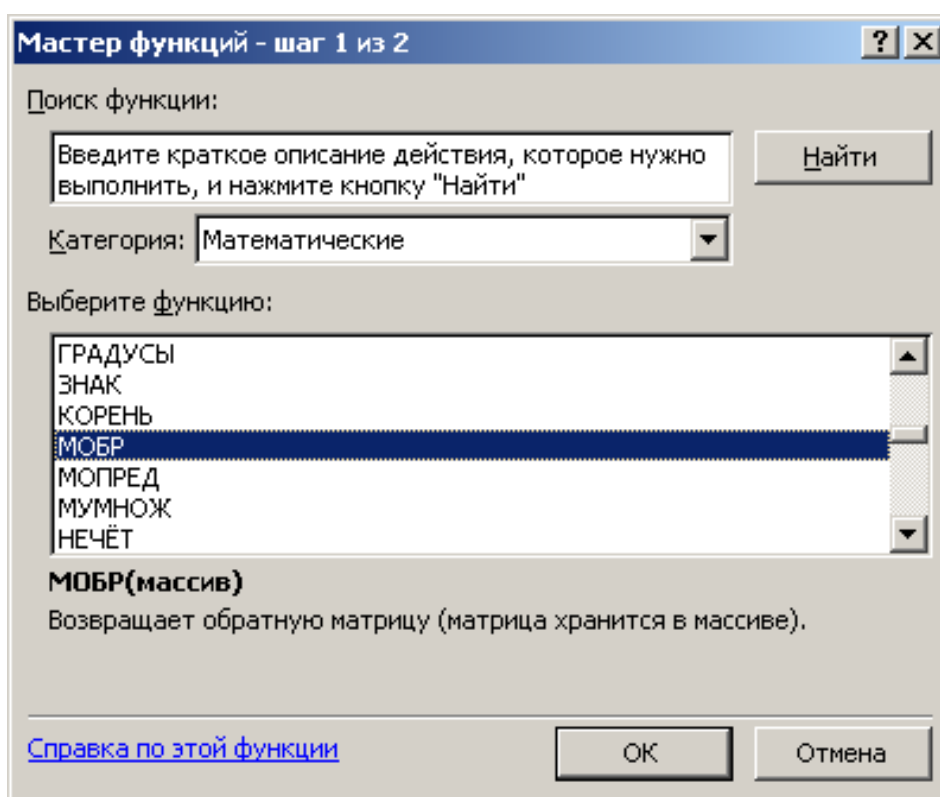 Мастер функций - шаг 1 из 2
Поиск функции:
Введите краткое описание действия, которое нужно
выполнить, и нажмите кнопку "Найти"
Найти
Категория: Математические
Выберите функцию:
ГРАДУСЫ
ЗНАК
КОРЕНЬ
МОБР
МОПРЕД
МУМНОЖ
НЕЧЁТ
МОБР(массив)
Возвращает обратную матрицу (матрица хранится в массиве).
Справка по этой функции
ОК
Отмена